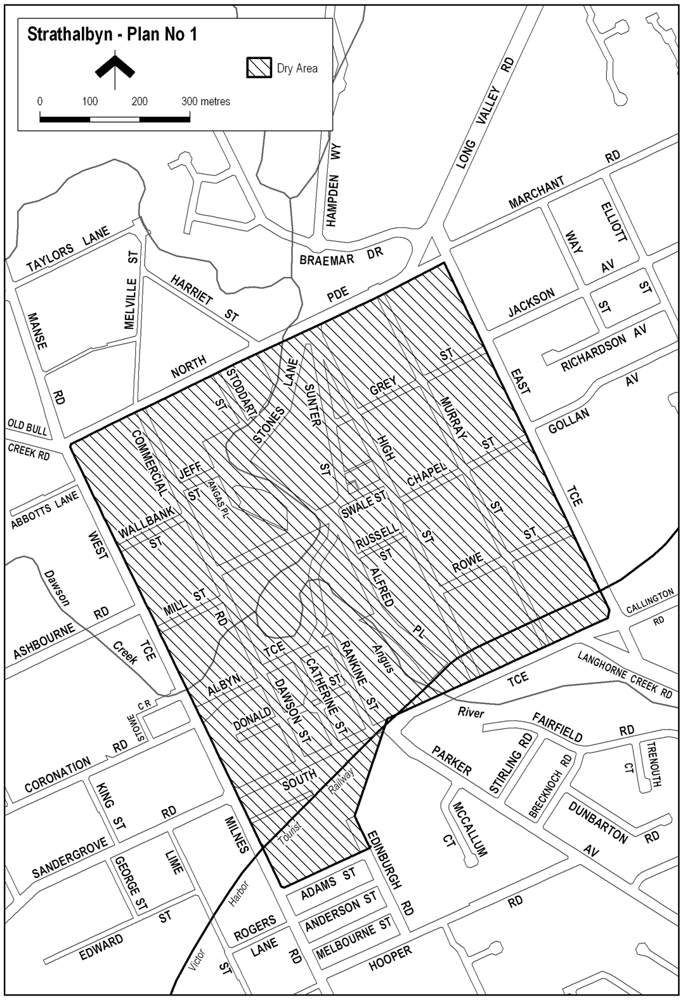 Strathalbyn - Plan No 1
Dry Area
0 100 200 300 metres
LONG VALLEY RD
HAMPDEN WY
MARCHANT RD
ELLIOTT ST
WAY ST
AV
JACKSON
RICHARDSON AV
GOLLAN AV
TAYLORS LANE
MELVILLE ST
HARRIET ST
BRAEMAR DR
NORTH PDE
MANSE RD
OLD BULL
CREEK RD
ABBOTTS LANE
STODDART ST
STONES LANE
SUNTER ST
GREY ST
MURRAY ST
EAST TCE
COMMERCIAL RD
JEFF ST
ANGAS PL
HIGH ST
CHAPEL ST
WALLBANK ST
SWALE ST
RUSSELL ST
ROWE ST
WEST TCE
ALFRED PL
MILL ST
Dawson Creek
ASHBOURNE RD
CALLINGTON RD
LANGHORNE CREEK RD
ALBYN TCE
RANKINE ST
Angus River
CATHERINE ST
DAWSON ST
DONALD ST
SOUTH TCE
STOWE CR
CORONATION RD
KING ST
SANDERGROVE RD
GEORGE ST
LIME ST
EDWARD ST
MILNES RD
Victor Harbor Tourist Railway
FAIRFIELD RD
PARKER AV
STIRLING RD
BRECKNOCH RD
TRENOUTH CT
DUNBARTON RD
MCCALLUM CT
EDINBURGH RD
ADAMS ST
ANDERSON ST
MELBOURNE ST
ROGERS LANE
HOOPER RD